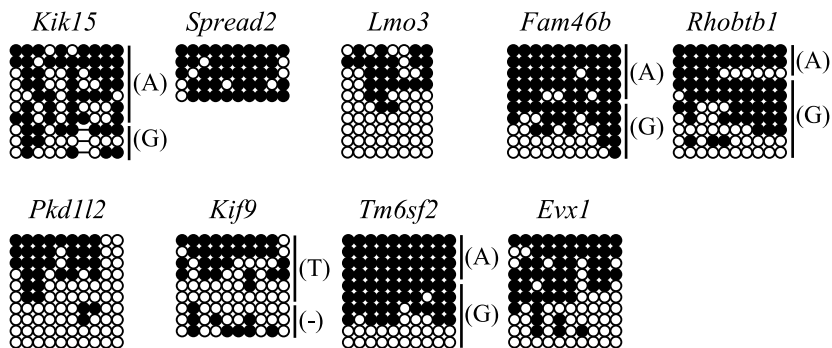 Kik15 Spread2 Lmo3 Fam46b Rhobtb1
(A) (A) (A)
(G) (G) (G)
Pkd1l2 Kif9 Tm6sf2 Evx1
(T) (A)
(-) (G)